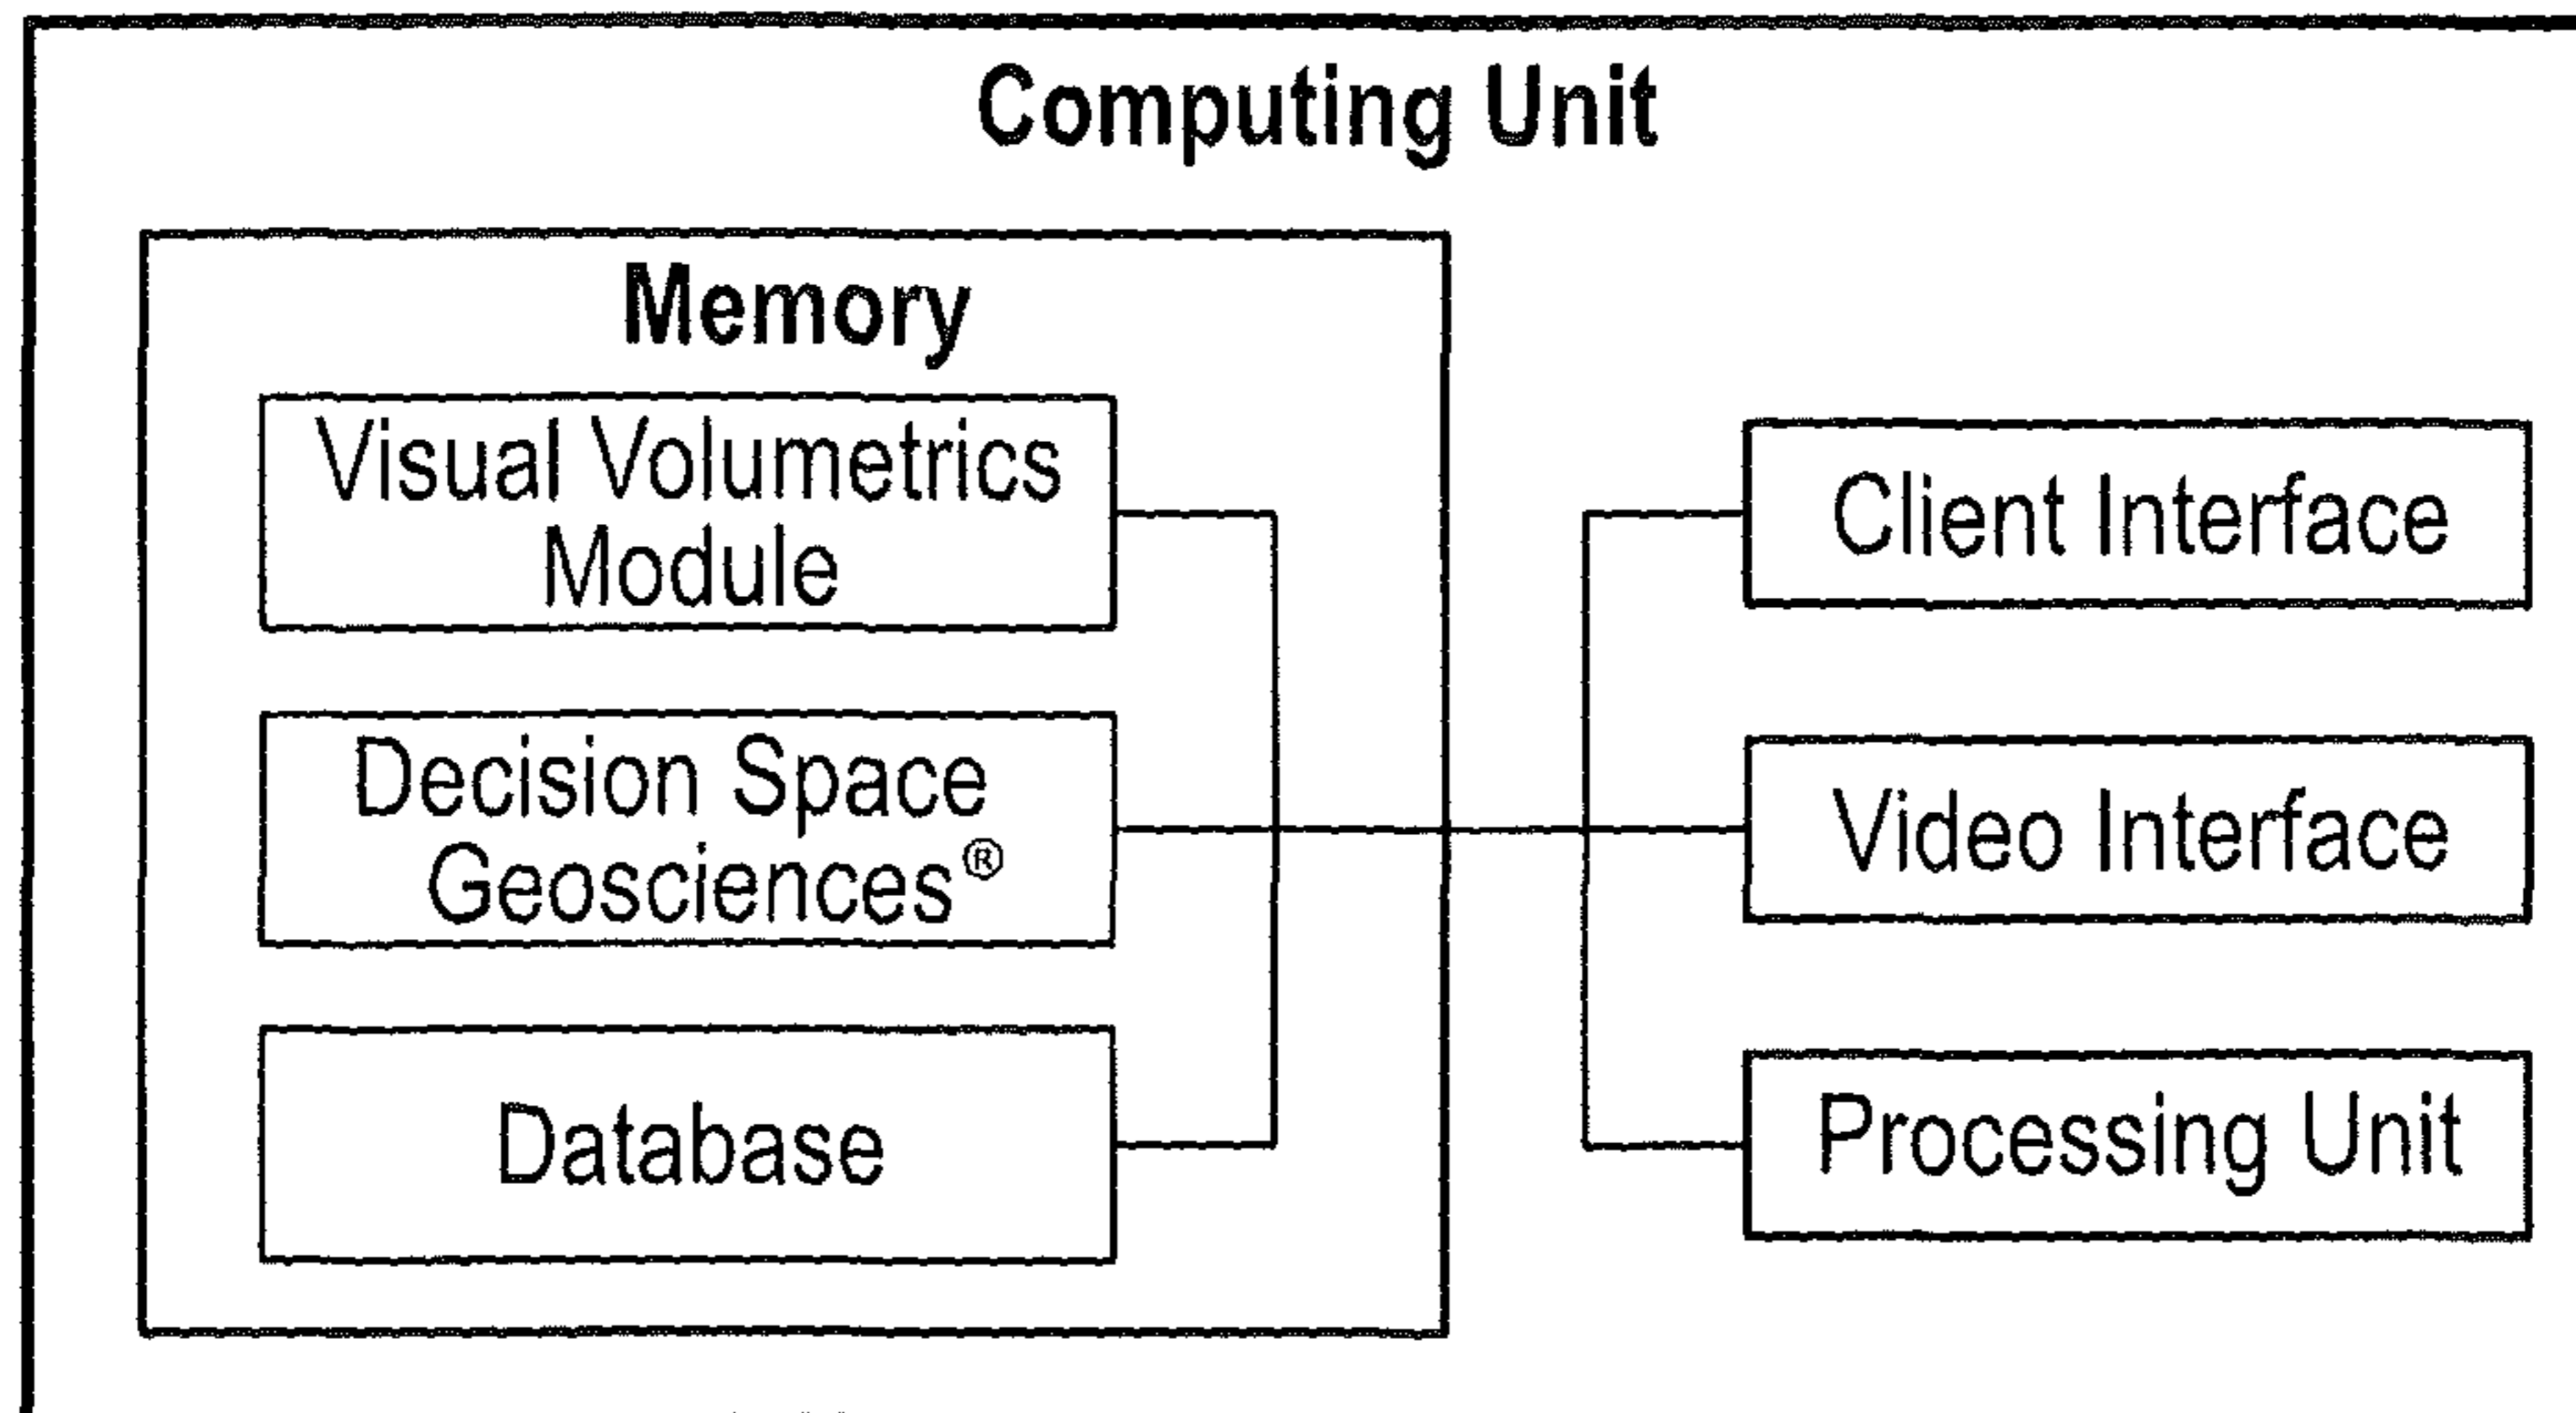 Computing Unit
Memory
Visual Volumetrics
Module
Decision Space
Geosciences®
Database
Client Interface
Video Interface
Processing Unit